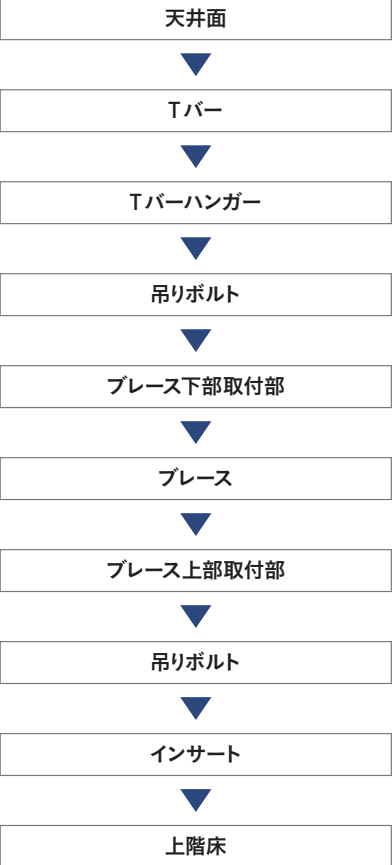 天井面
Tバー
Tバーハンガー
吊りボルト
ブレース下部取付部
ブレース
ブレース上部取付部
吊りボルト
インサート
上階床